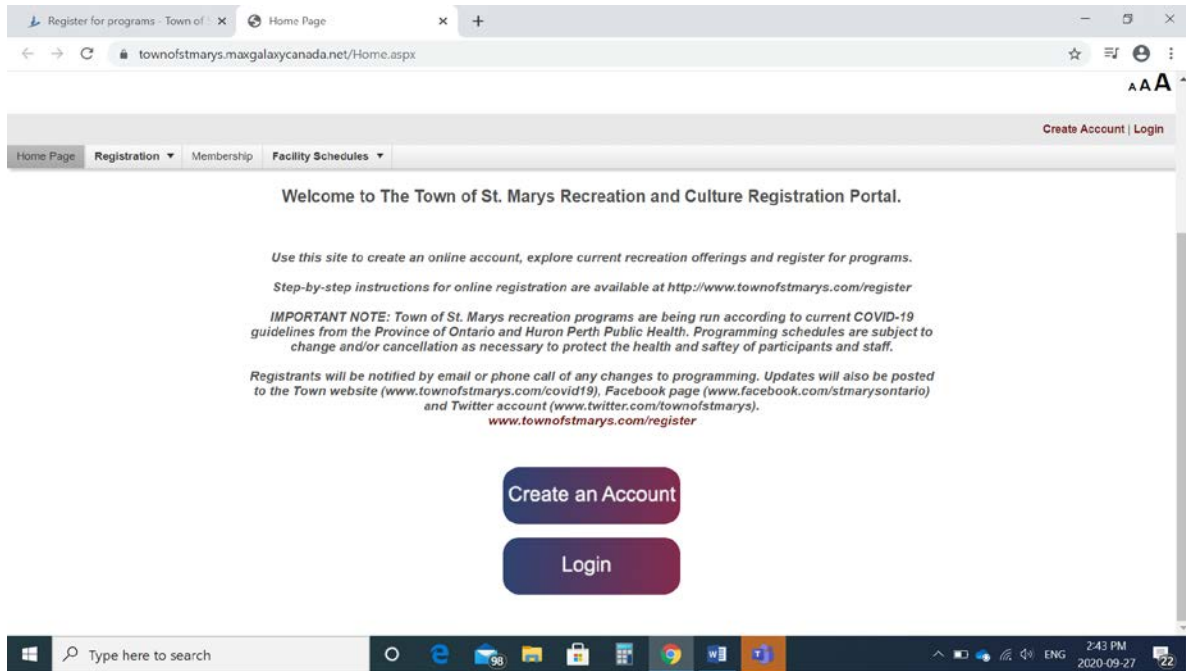 Register for programs - Town of S
Home Page
townofstmarys.maxgalaxycanada.net/Home.aspx
A A A
Create Account | Login
Home Page Registration ▼ Membership Facility Schedules ▼
Welcome to The Town of St. Marys Recreation and Culture Registration Portal.
Use this site to create an online account, explore current recreation offerings and register for programs.
Step-by-step instructions for online registration are available at http://www.townofstmarys.com/register
IMPORTANT NOTE: Town of St. Marys recreation programs are being run according to current COVID-19
guidelines from the Province of Ontario and Huron Perth Public Health. Programming schedules are subject to
change and/or cancellation as necessary to protect the health and saftey of participants and staff.
Registrants will be notified by email or phone call of any changes to programming. Updates will also be posted
to the Town website (www.townofstmarys.com/covid19), Facebook page (www.facebook.com/stmarysontario)
and Twitter account (www.twitter.com/townofstmarys).
www.townofstmarys.com/register
Create an Account
Login
Type here to search
98
ENG
2:43 PM
2020-09-27
22